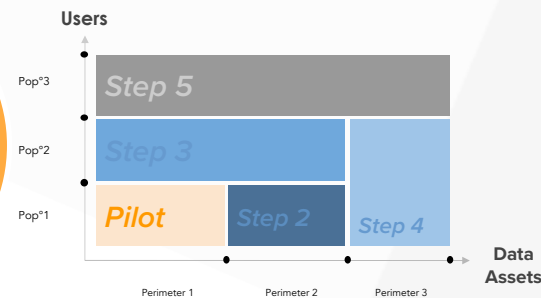 Users
Pop°3
Step 5
Pop°2
Step 3
Pop°1
Pilot
Step 2
Step 4
Data
Assets
Perimeter 1
Perimeter 2
Perimeter 3